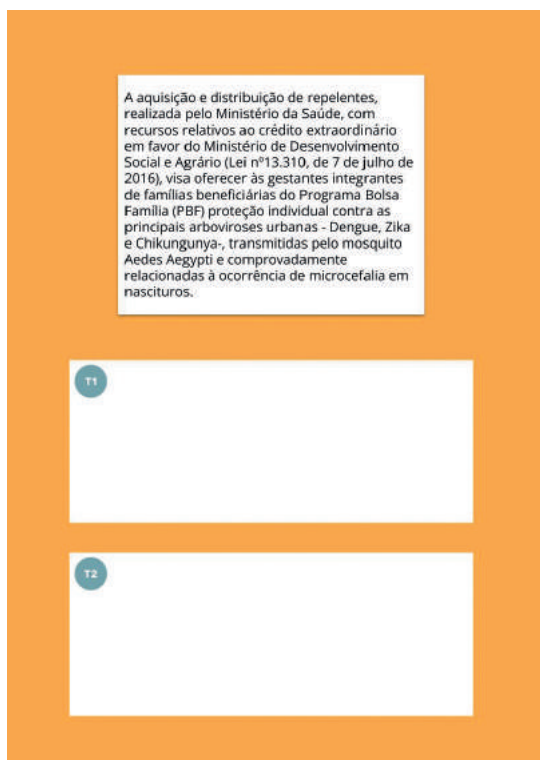 A aquisição e distribuição de repelentes,
realizada pelo Ministério da Saúde, com
recursos relativos ao crédito extraordinário
em favor do Ministério de Desenvolvimento
Social e Agrário (Lei nº13.310, de 7 de julho de
2016), visa oferecer às gestantes integrantes
de famílias beneficiárias do Programa Bolsa
Família (PBF) proteção individual contra as
principais arboviroses urbanas - Dengue, Zika
e Chikungunya-, transmitidas pelo mosquito
Aedes Aegypti e comprovadamente
relacionadas à ocorrência de microcefalia em
nascituros.
T1
T2